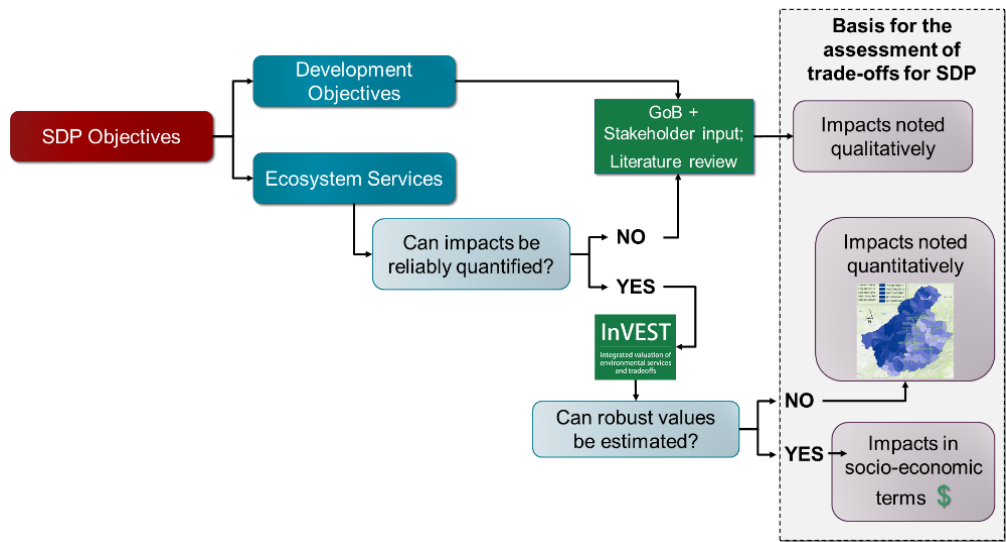 Basis for the
assessment of
trade-offs for SDP
Development
Objectives
SDP Objectives
Ecosystem Services
GoB +
Stakeholder input;
Literature review
Impacts noted
qualitatively
Can impacts be
reliably quantified?
NO
YES
Impacts noted
quantitatively
InVEST
integrated valuation of
environmental services
and tradeoffs
Can robust values
be estimated?
NO
YES
Impacts in
socio-economic
terms $